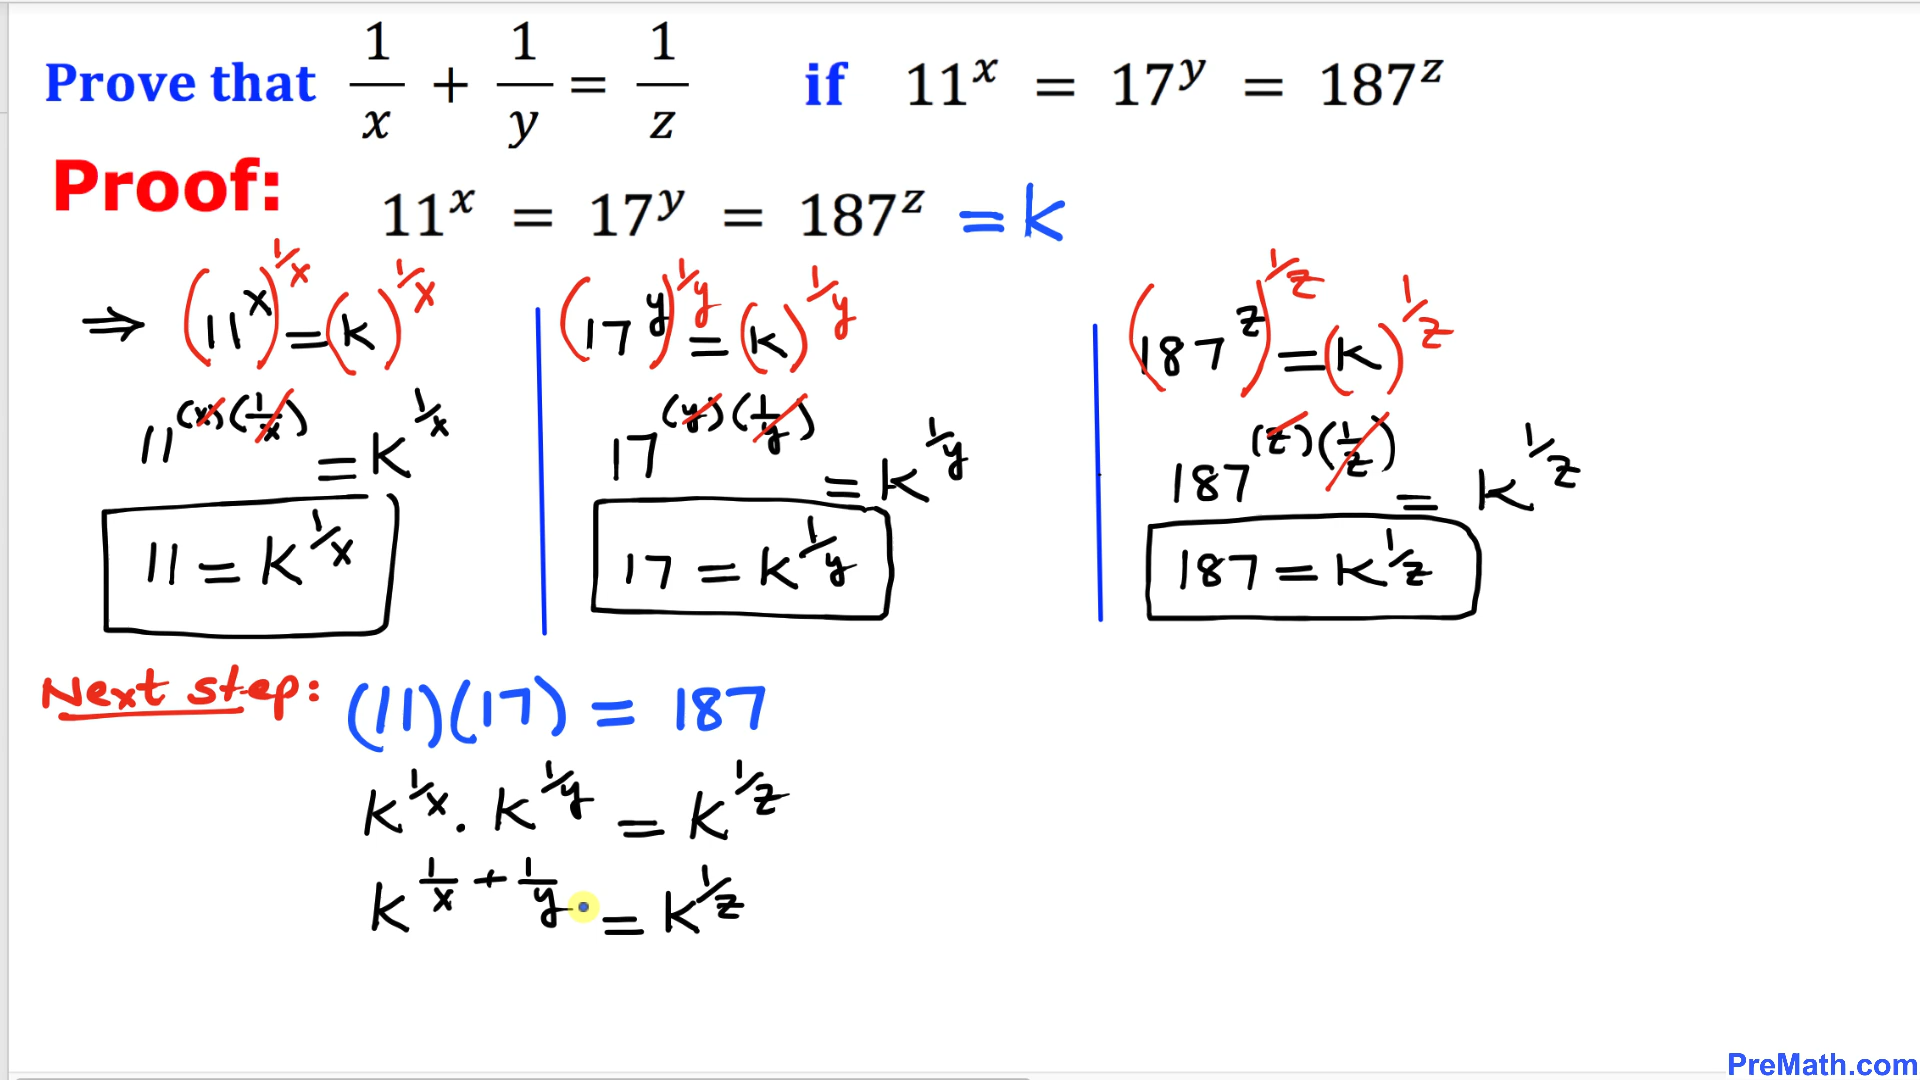 Prove that 1/x + 1/y = 1/z if 11^x = 17^y = 187^z
Proof: 11^x = 17^y = 187^z = k
⇒ (11^x)^(1/x) = (k)^(1/x) (17^y)^(1/y) = (k)^(1/y) (187^z)^(1/z) = (k)^(1/z)
11^((x)(1/x)) = k^(1/x) 17^((y)(1/y)) = k^(1/y) 187^((z)(1/z)) = k^(1/z)
11 = k^(1/x) 17 = k^(1/y) 187 = k^(1/z)
Next step: (11)(17) = 187
k^(1/x) . k^(1/y) = k^(1/z)
k^(1/x + 1/y) = k^(1/z)
PreMath.com